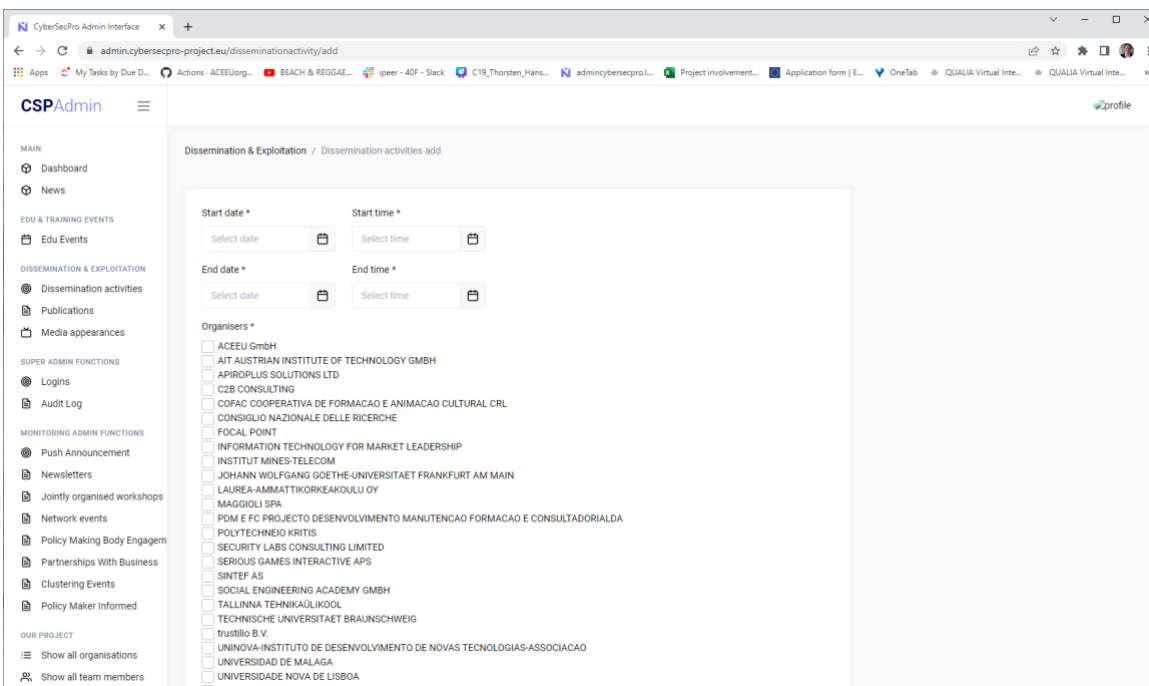 CyberSecPro Admin Interface
admin.cybersecpro-project.eu/disseminationactivity/add
Apps My Tasks by Due D... Actions - ACEEUorg... BEACH & REGGAE... ipeer - 40F - Slack C19_Thorsten_Hans... admincybersecpro.l... Project involvement... Application form | E... OneTab QUALIA Virtual Inte... QUALIA Virtual Inte...
CSPAdmin
profile
MAIN
Dashboard
News
EDU & TRAINING EVENTS
Edu Events
DISSEMINATION & EXPLOITATION
Dissemination activities
Publications
Media appearances
SUPER ADMIN FUNCTIONS
Logins
Audit Log
MONITORING ADMIN FUNCTIONS
Push Announcement
Newsletters
Jointly organised workshops
Network events
Policy Making Body Engagem
Partnerships With Business
Clustering Events
Policy Maker Informed
OUR PROJECT
Show all organisations
Show all team members
Dissemination & Exploitation / Dissemination activities add
Start date * Start time *
Select date Select time
End date * End time *
Select date Select time
Organisers *
ACEEU GmbH
AIT AUSTRIAN INSTITUTE OF TECHNOLOGY GMBH
APIROPLUS SOLUTIONS LTD
C2B CONSULTING
COFAC COOPERATIVA DE FORMACAO E ANIMACAO CULTURAL CRL
CONSIGLIO NAZIONALE DELLE RICERCHE
FOCAL POINT
INFORMATION TECHNOLOGY FOR MARKET LEADERSHIP
INSTITUT MINES-TELECOM
JOHANN WOLFGANG GOETHE-UNIVERSITAET FRANKFURT AM MAIN
LAUREA-AMMATTIKORKEAKOULU OY
MAGGIOLI SPA
PDM E FC PROJECTO DESENVOLVIMENTO MANUTENCAO FORMACAO E CONSULTADORIALDA
POLYTECHNEIO KRITIS
SECURITY LABS CONSULTING LIMITED
SERIOUS GAMES INTERACTIVE APS
SINTEF AS
SOCIAL ENGINEERING ACADEMY GMBH
TALLINNA TEHNIKAÜLIKOOL
TECHNISCHE UNIVERSITAET BRAUNSCHWEIG
trustilio B.V.
UNINOVA-INSTITUTO DE DESENVOLVIMENTO DE NOVAS TECNOLOGIAS-ASSOCIACAO
UNIVERSIDAD DE MALAGA
UNIVERSIDADE NOVA DE LISBOA